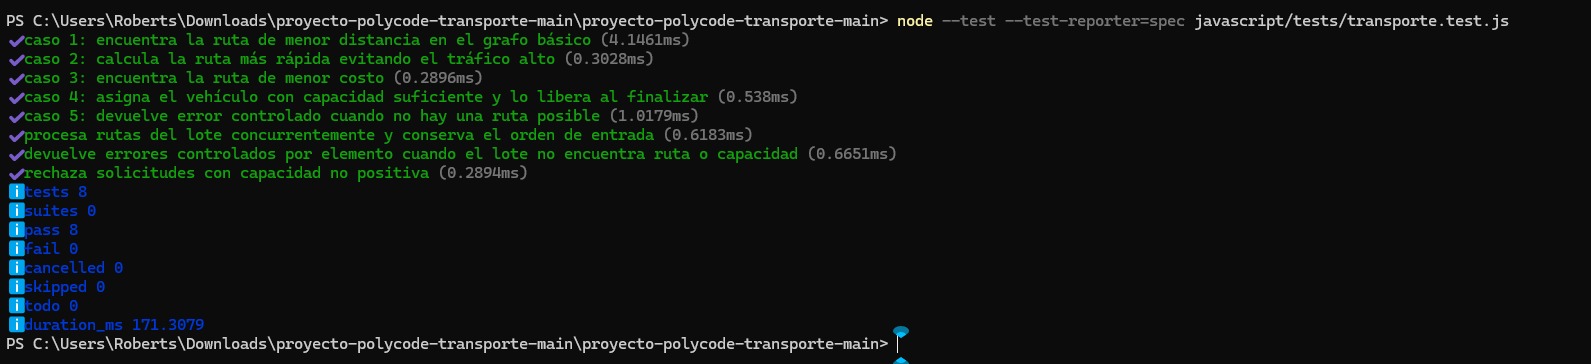 PS C:\Users\Roberts\Downloads\proyecto-polycode-transporte-main\proyecto-polycode-transporte-main> node --test --test-reporter=spec javascript/tests/transporte.test.js
✔caso 1: encuentra la ruta de menor distancia en el grafo básico (4.1461ms)
✔caso 2: calcula la ruta más rápida evitando el tráfico alto (0.3028ms)
✔caso 3: encuentra la ruta de menor costo (0.2896ms)
✔caso 4: asigna el vehículo con capacidad suficiente y lo libera al finalizar (0.538ms)
✔caso 5: devuelve error controlado cuando no hay una ruta posible (1.0179ms)
✔procesa rutas del lote concurrentemente y conserva el orden de entrada (0.6183ms)
✔devuelve errores controlados por elemento cuando el lote no encuentra ruta o capacidad (0.6651ms)
✔rechaza solicitudes con capacidad no positiva (0.2894ms)
ℹtests 8
ℹsuites 0
ℹpass 8
ℹfail 0
ℹcancelled 0
ℹskipped 0
ℹtodo 0
ℹduration_ms 171.3079
PS C:\Users\Roberts\Downloads\proyecto-polycode-transporte-main\proyecto-polycode-transporte-main>